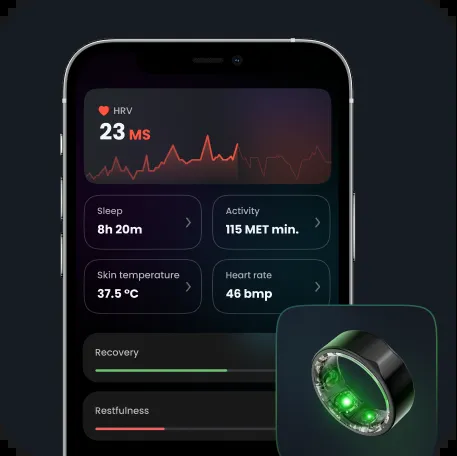 HRV
23 MS
Sleep
8h 20m
Activity
115 MET min.
Skin temperature
37.5 °C
Heart rate
46 bmp
Recovery
Restfulness